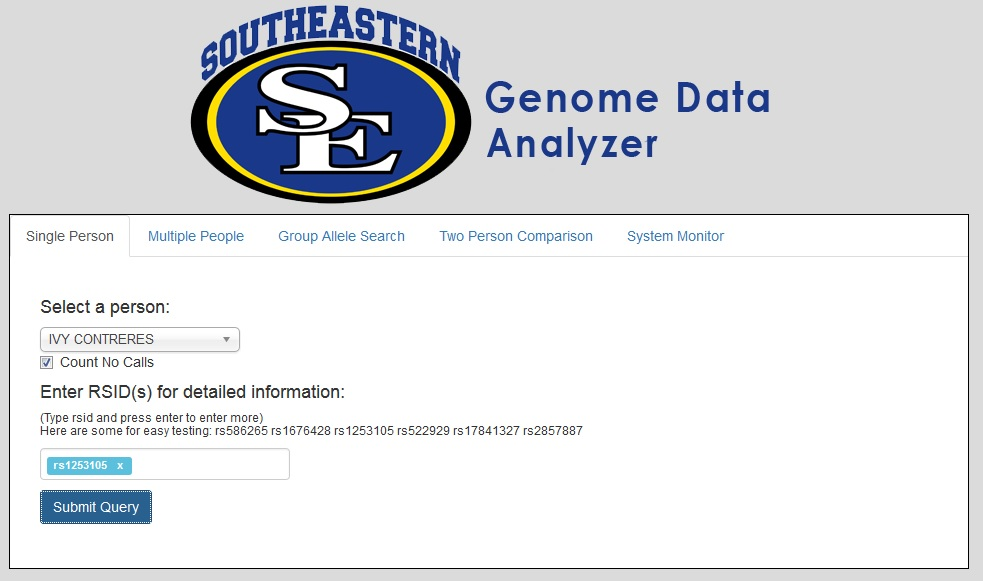 SOUTHEASTERN
SE
Genome Data
Analyzer
Single Person Multiple People Group Allele Search Two Person Comparison System Monitor
Select a person:
IVY CONTRERES
Count No Calls
Enter RSID(s) for detailed information:
(Type rsid and press enter to enter more)
Here are some for easy testing: rs586265 rs1676428 rs1253105 rs522929 rs17841327 rs2857887
rs1253105 x
Submit Query